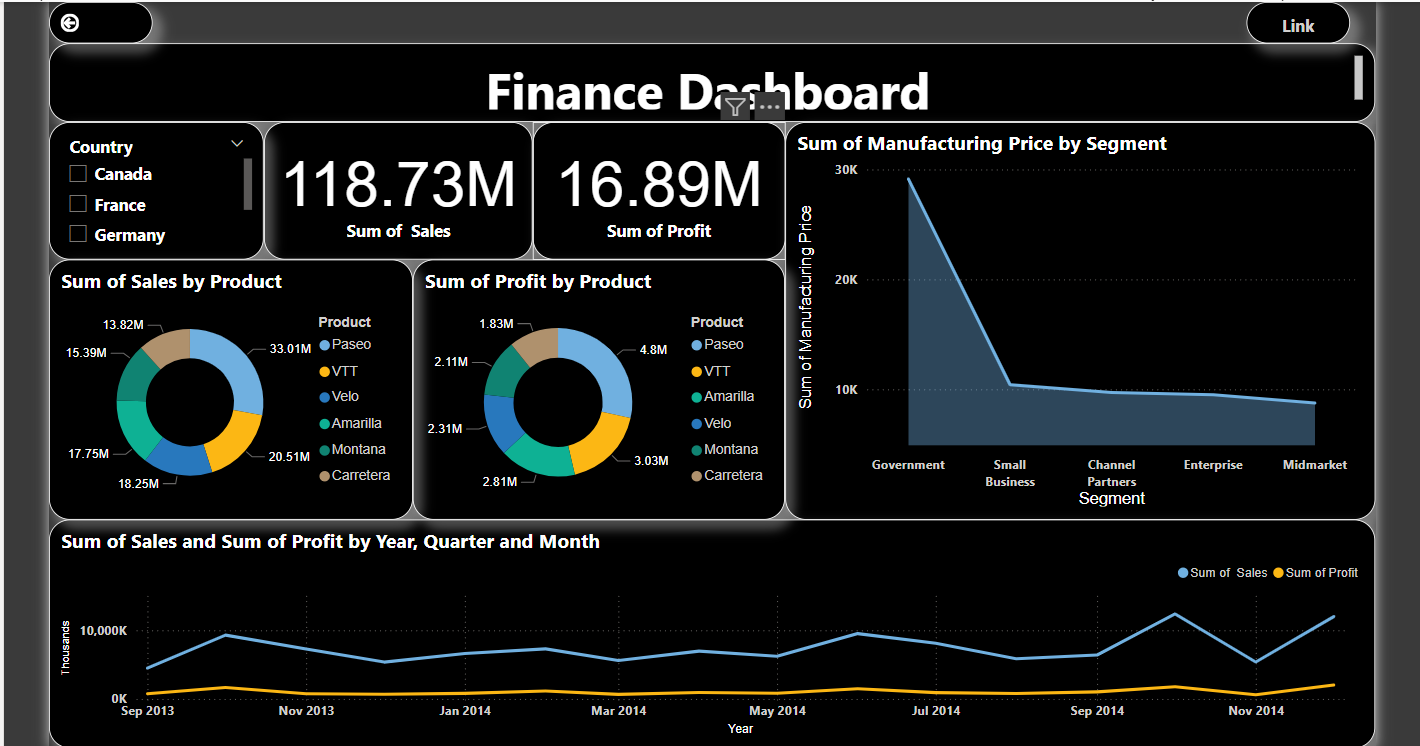 Link
Finance Dashboard
Country
Canada
France
Germany
118.73M
Sum of  Sales
16.89M
Sum of Profit
Sum of Manufacturing Price by Segment
Sum of Manufacturing Price
30K
20K
10K
Government
Small
Business
Channel
Partners
Enterprise
Midmarket
Segment
Sum of Sales by Product
13.82M
15.39M
17.75M
18.25M
20.51M
33.01M
Product
Paseo
VTT
Velo
Amarilla
Montana
Carretera
Sum of Profit by Product
1.83M
2.11M
2.31M
2.81M
3.03M
4.8M
Product
Paseo
VTT
Amarilla
Velo
Montana
Carretera
Sum of Sales and Sum of Profit by Year, Quarter and Month
Sum of  Sales
Sum of Profit
Thousands
10,000K
0K
Sep 2013
Nov 2013
Jan 2014
Mar 2014
May 2014
Jul 2014
Sep 2014
Nov 2014
Year